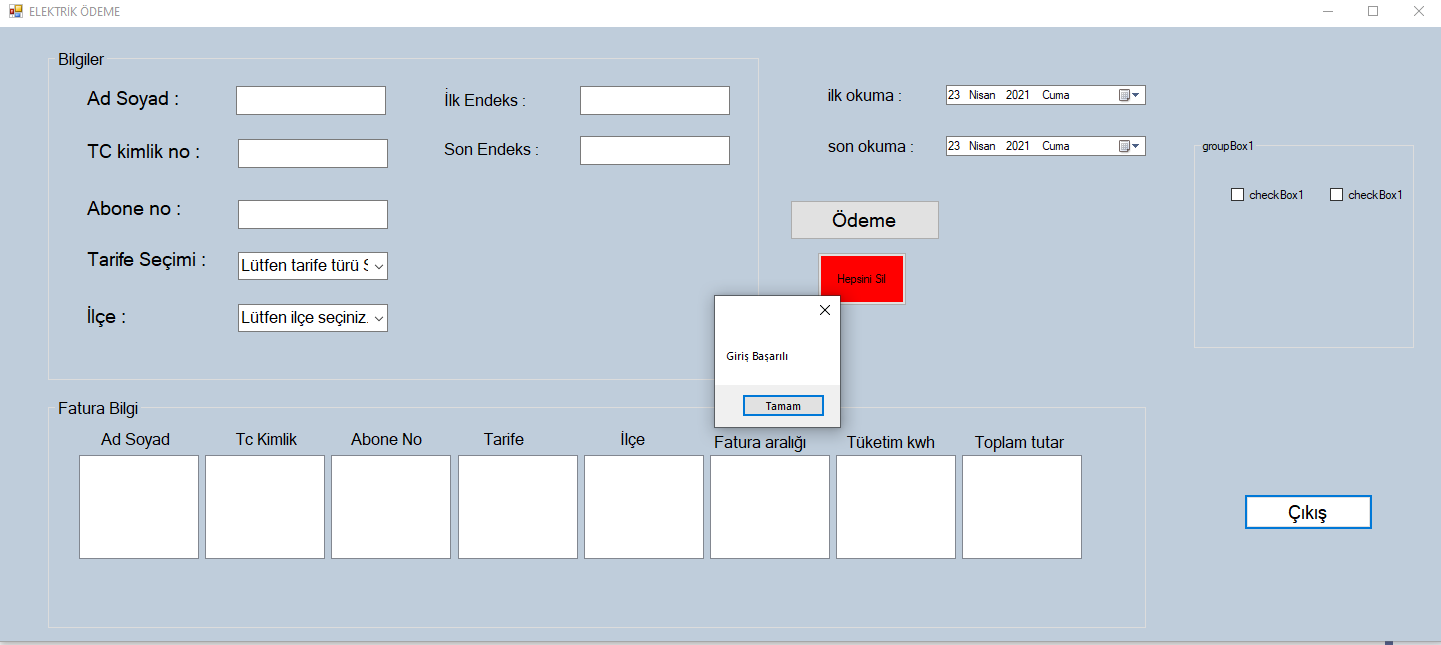 ELEKTRİK ÖDEME
Bilgiler
Ad Soyad :
İlk Endeks :
TC kimlik no :
Son Endeks :
Abone no :
Tarife Seçimi :
Lütfen tarife türü S
İlçe :
Lütfen ilçe seçiniz.
ilk okuma :
23 Nisan 2021 Cuma
son okuma :
23 Nisan 2021 Cuma
Ödeme
Hepsini Sil
groupBox1
checkBox1 checkBox1
Giriş Başarılı
Tamam
Fatura Bilgi
Ad Soyad Tc Kimlik Abone No Tarife İlçe Fatura aralığı Tüketim kwh Toplam tutar
Çıkış